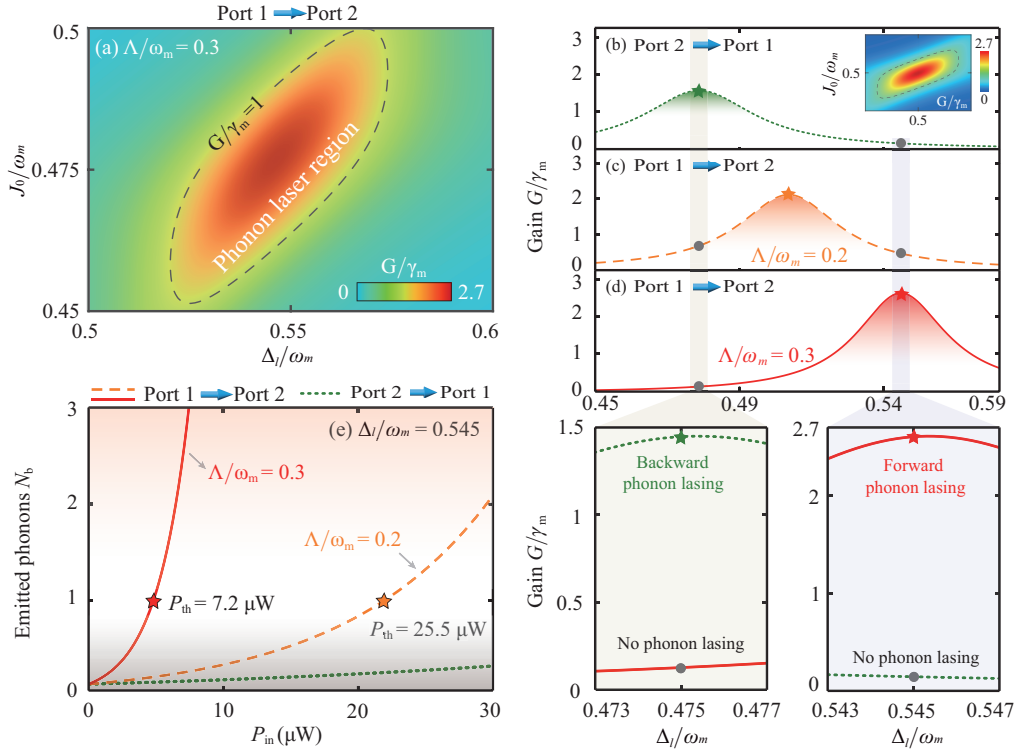 Port 1 Port 2
(a) Λ/ωm = 0.3
G/γm=1
Phonon laser region
G/γm
0 2.7
0.5
0.475
0.45
J0/ωm
0.5 0.55 0.6
Δl/ωm
(b) Port 2 Port 1
J0/ωm
0.5
0.5
G/γm
2.7
0
3
2
1
0
(c) Port 1 Port 2
Λ/ωm = 0.2
3
2
1
0
(d) Port 1 Port 2
Λ/ωm = 0.3
3
2
1
0
Gain G/γm
0.45 0.49 0.54 0.59
Port 1 Port 2 Port 2 Port 1
(e) Δl/ωm = 0.545
Λ/ωm = 0.3
Λ/ωm = 0.2
Pth = 7.2 μW
Pth = 25.5 μW
3
2
1
0
Emitted phonons Nb
0 10 20 30
Pin (μW)
1.5
1
0.5
0
Gain G/γm
Backward
phonon lasing
No phonon lasing
0.473 0.475 0.477
Δl/ωm
2.7
2
1
0
Forward
phonon lasing
No phonon lasing
0.543 0.545 0.547
Δl/ωm